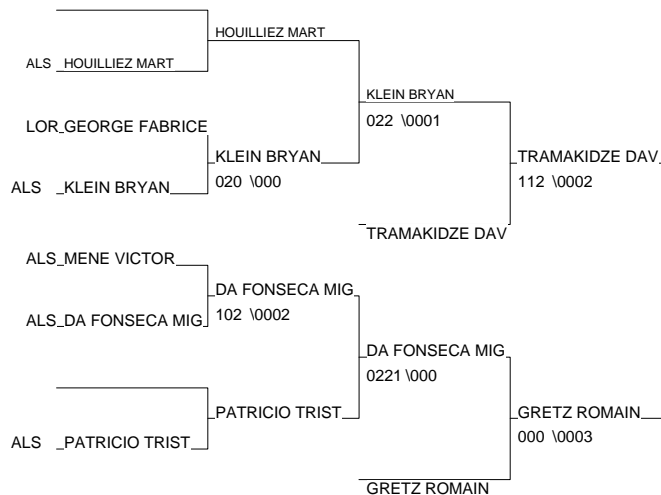 HOUILLIEZ MART
ALS HOUILLIEZ MART
KLEIN BRYAN
022 \0001
LOR GEORGE FABRICE
KLEIN BRYAN
020 \000
TRAMAKIDZE DAV
112 \0002
ALS KLEIN BRYAN
TRAMAKIDZE DAV
ALS MENE VICTOR
DA FONSECA MIG
102 \0002
ALS DA FONSECA MIG
DA FONSECA MIG
0221 \000
PATRICIO TRIST
GRETZ ROMAIN
000 \0003
ALS PATRICIO TRIST
GRETZ ROMAIN